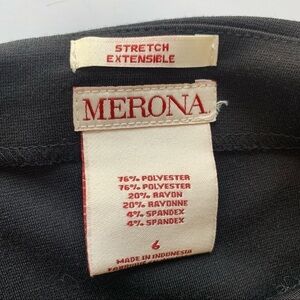 STRETCH
EXTENSIBLE
MERONA
76% POLYESTER
76% POLYESTER
20% RAYON
20% RAYONNE
4% SPANDEX
4% SPANDEX
6
MADE IN INDONESIA